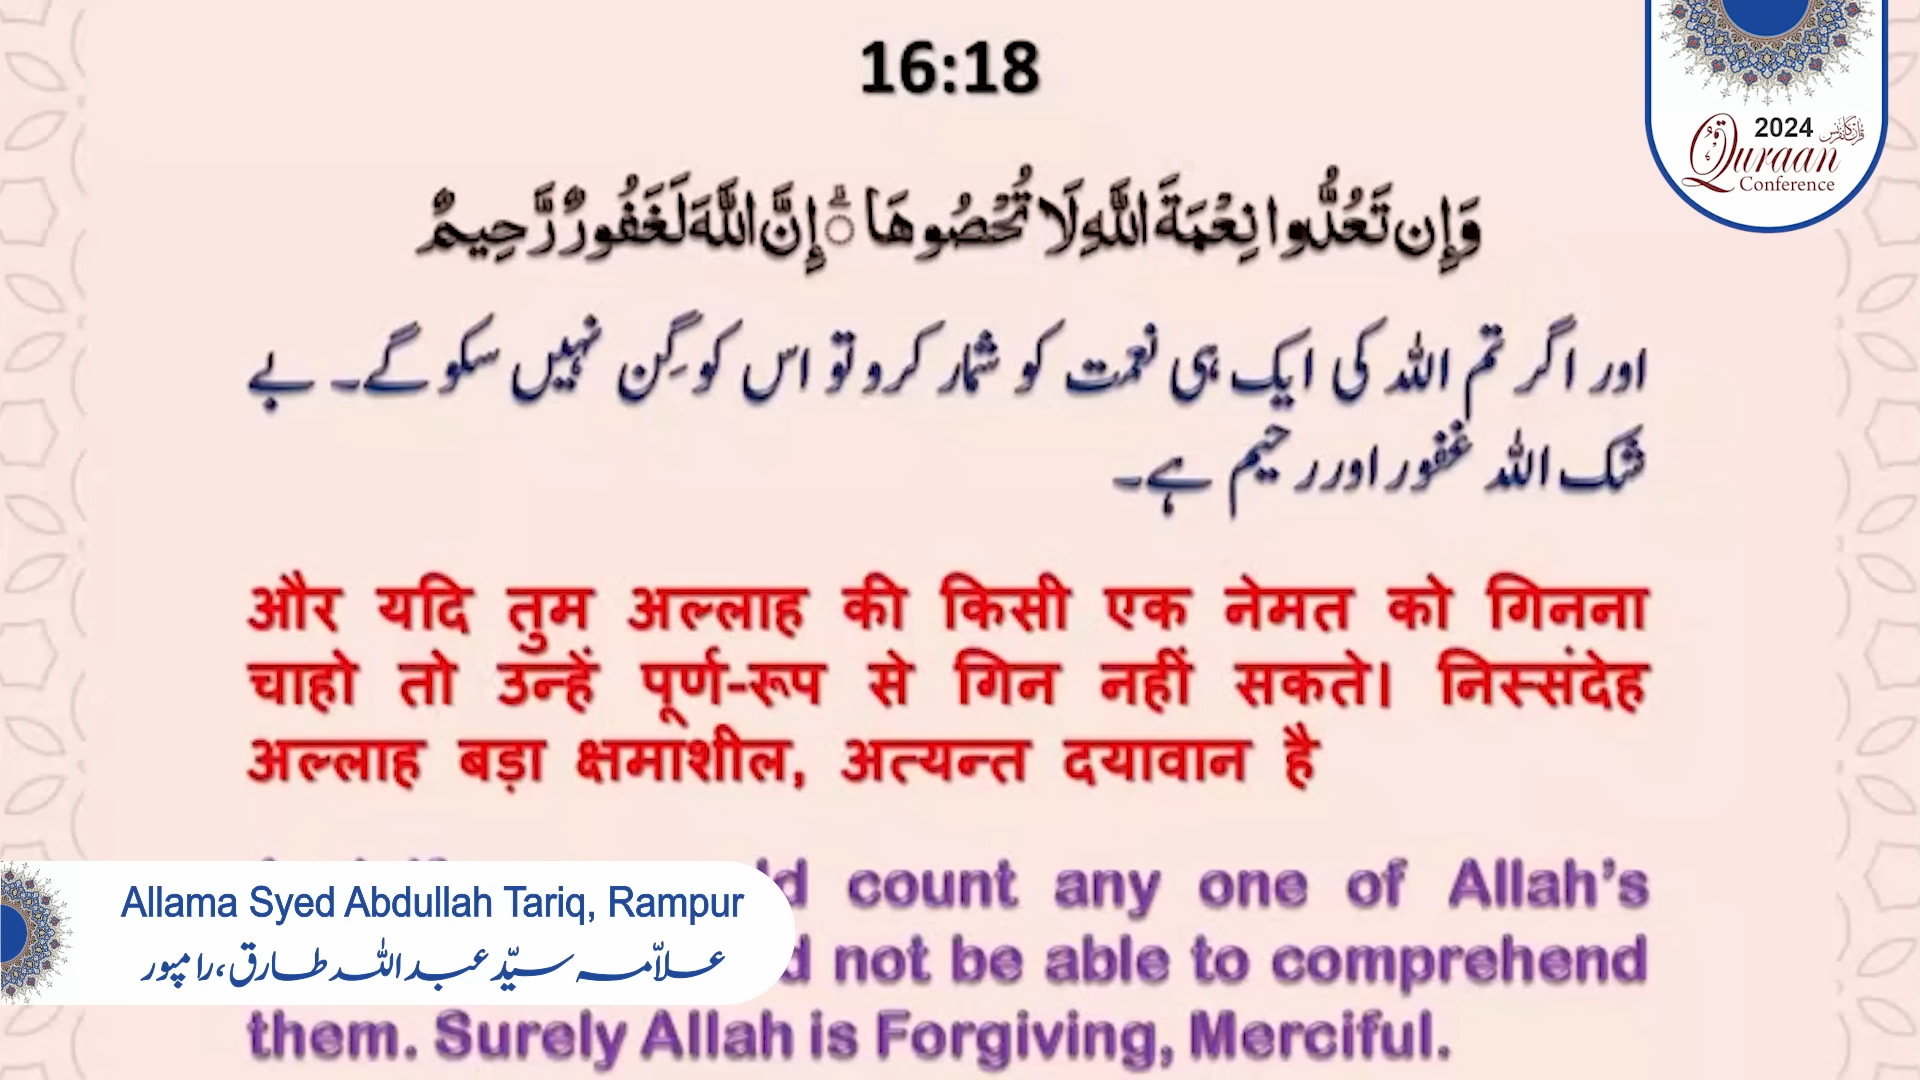 16:18
2024
Quraan
Conference
وَإِن تَعُدُّوا نِعْمَةَ اللَّهِ لَا تُحْصُوهَا ۗ إِنَّ اللَّهَ لَغَفُورٌ رَّحِيمٌ
اور اگر تم اللہ کی ایک ہی نعمت کو شمار کرو تو اس کو گِن نہیں سکو گے۔ بے
شک اللہ غفور اور رحیم ہے۔
और यदि तुम अल्लाह की किसी एक नेमत को गिनना
चाहो तो उन्हें पूर्ण-रूप से गिन नहीं सकते। निस्संदेह
अल्लाह बड़ा क्षमाशील, अत्यन्त दयावान है
count any one of Allah’s
not be able to comprehend
them. Surely Allah is Forgiving, Merciful.
Allama Syed Abdullah Tariq, Rampur
علّامہ سیّد عبداللہ طارق، رامپور